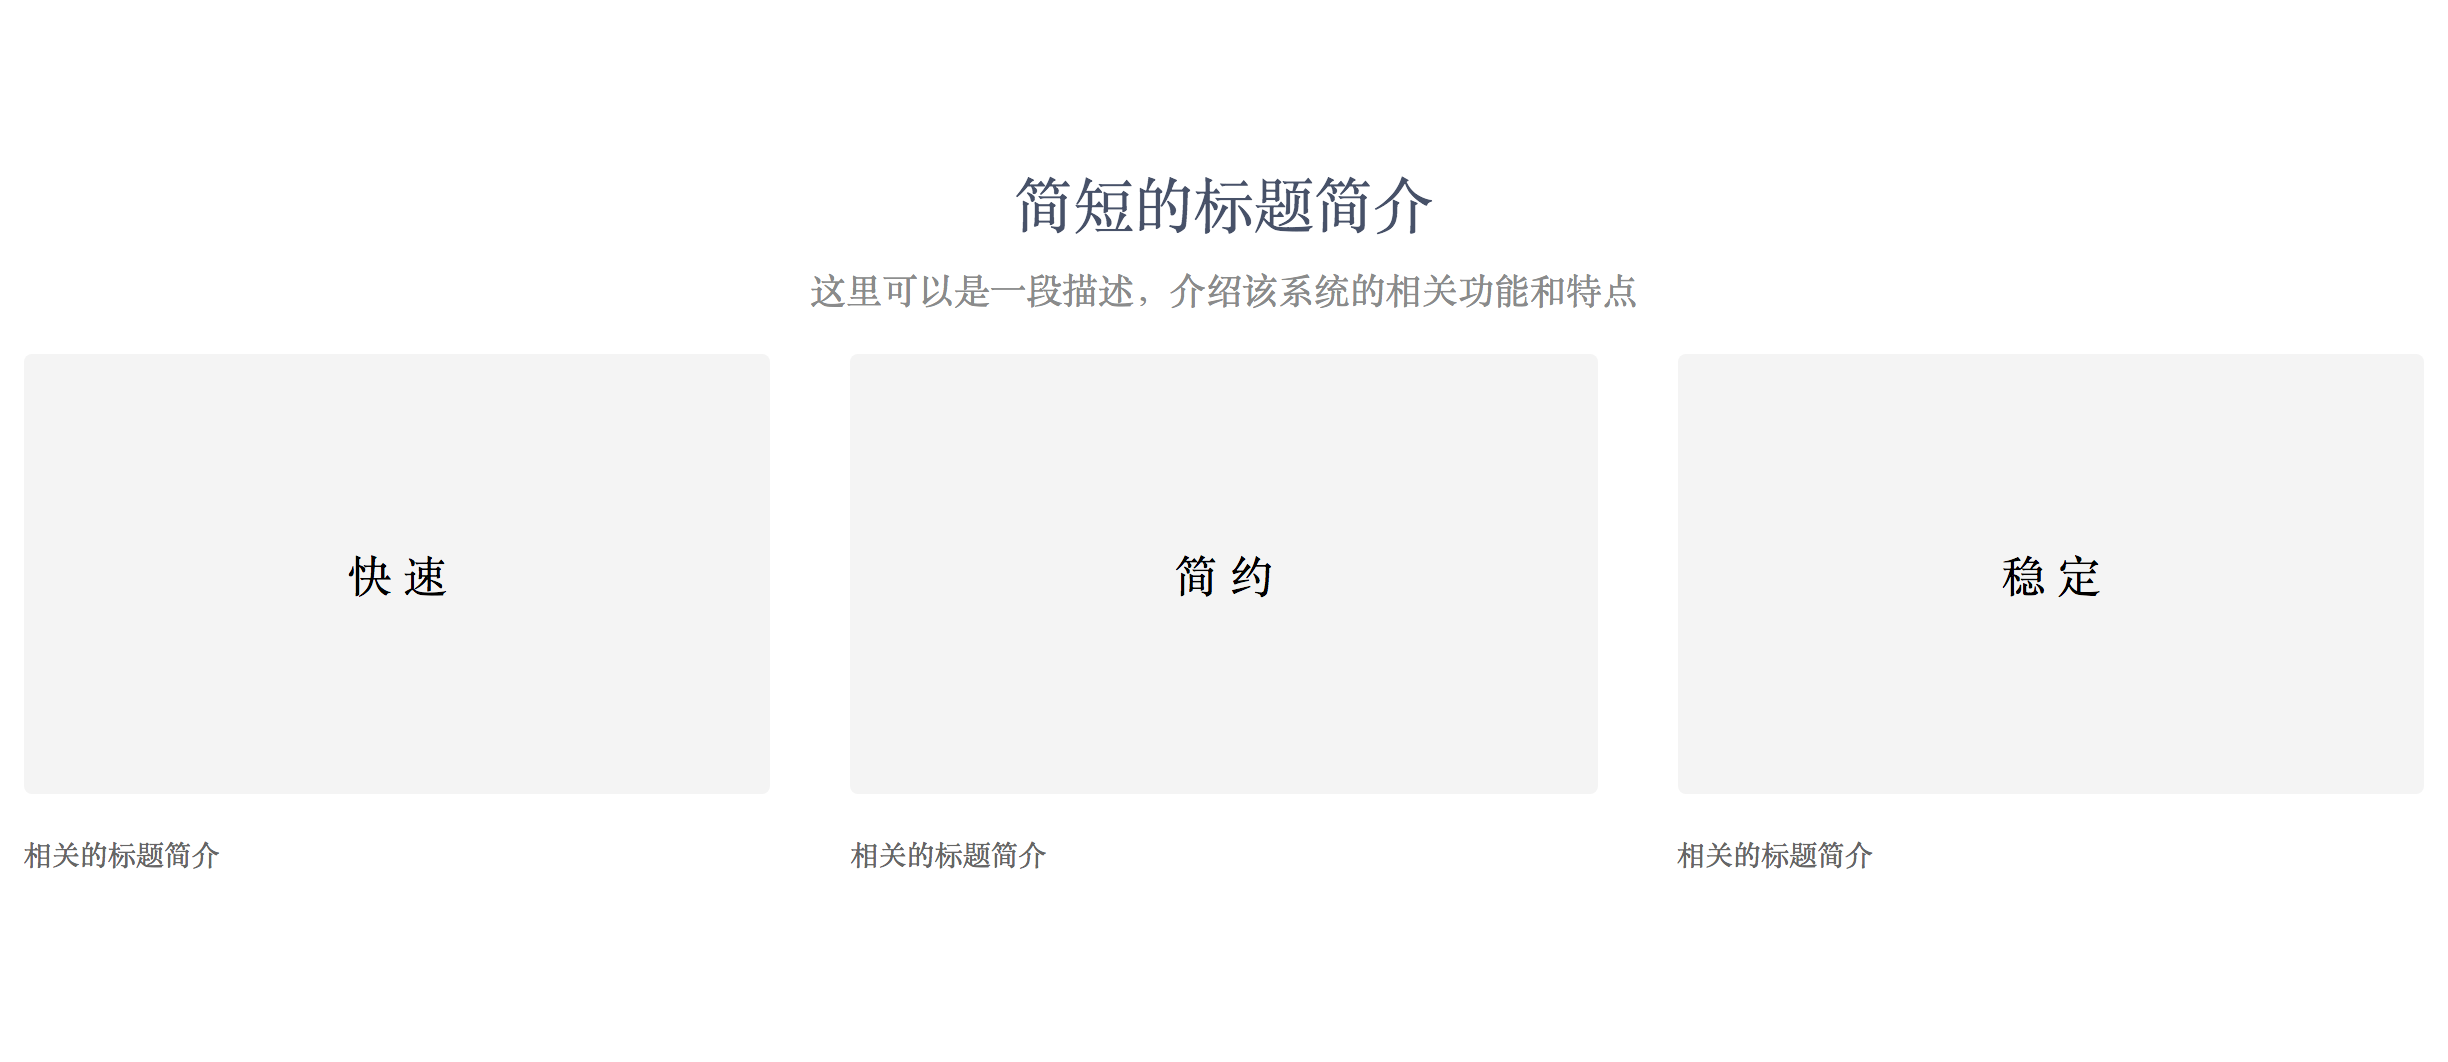 简短的标题简介
这里可以是一段描述，介绍该系统的相关功能和特点
快速
简约
稳定
相关的标题简介
相关的标题简介
相关的标题简介